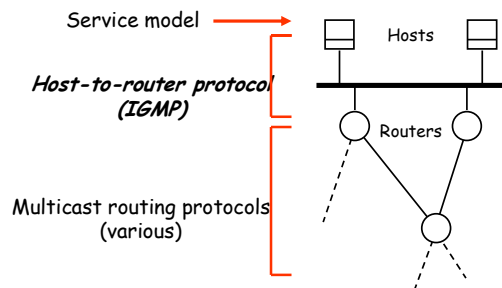 Service model
Hosts
Host-to-router protocol
(IGMP)
Routers
Multicast routing protocols
(various)